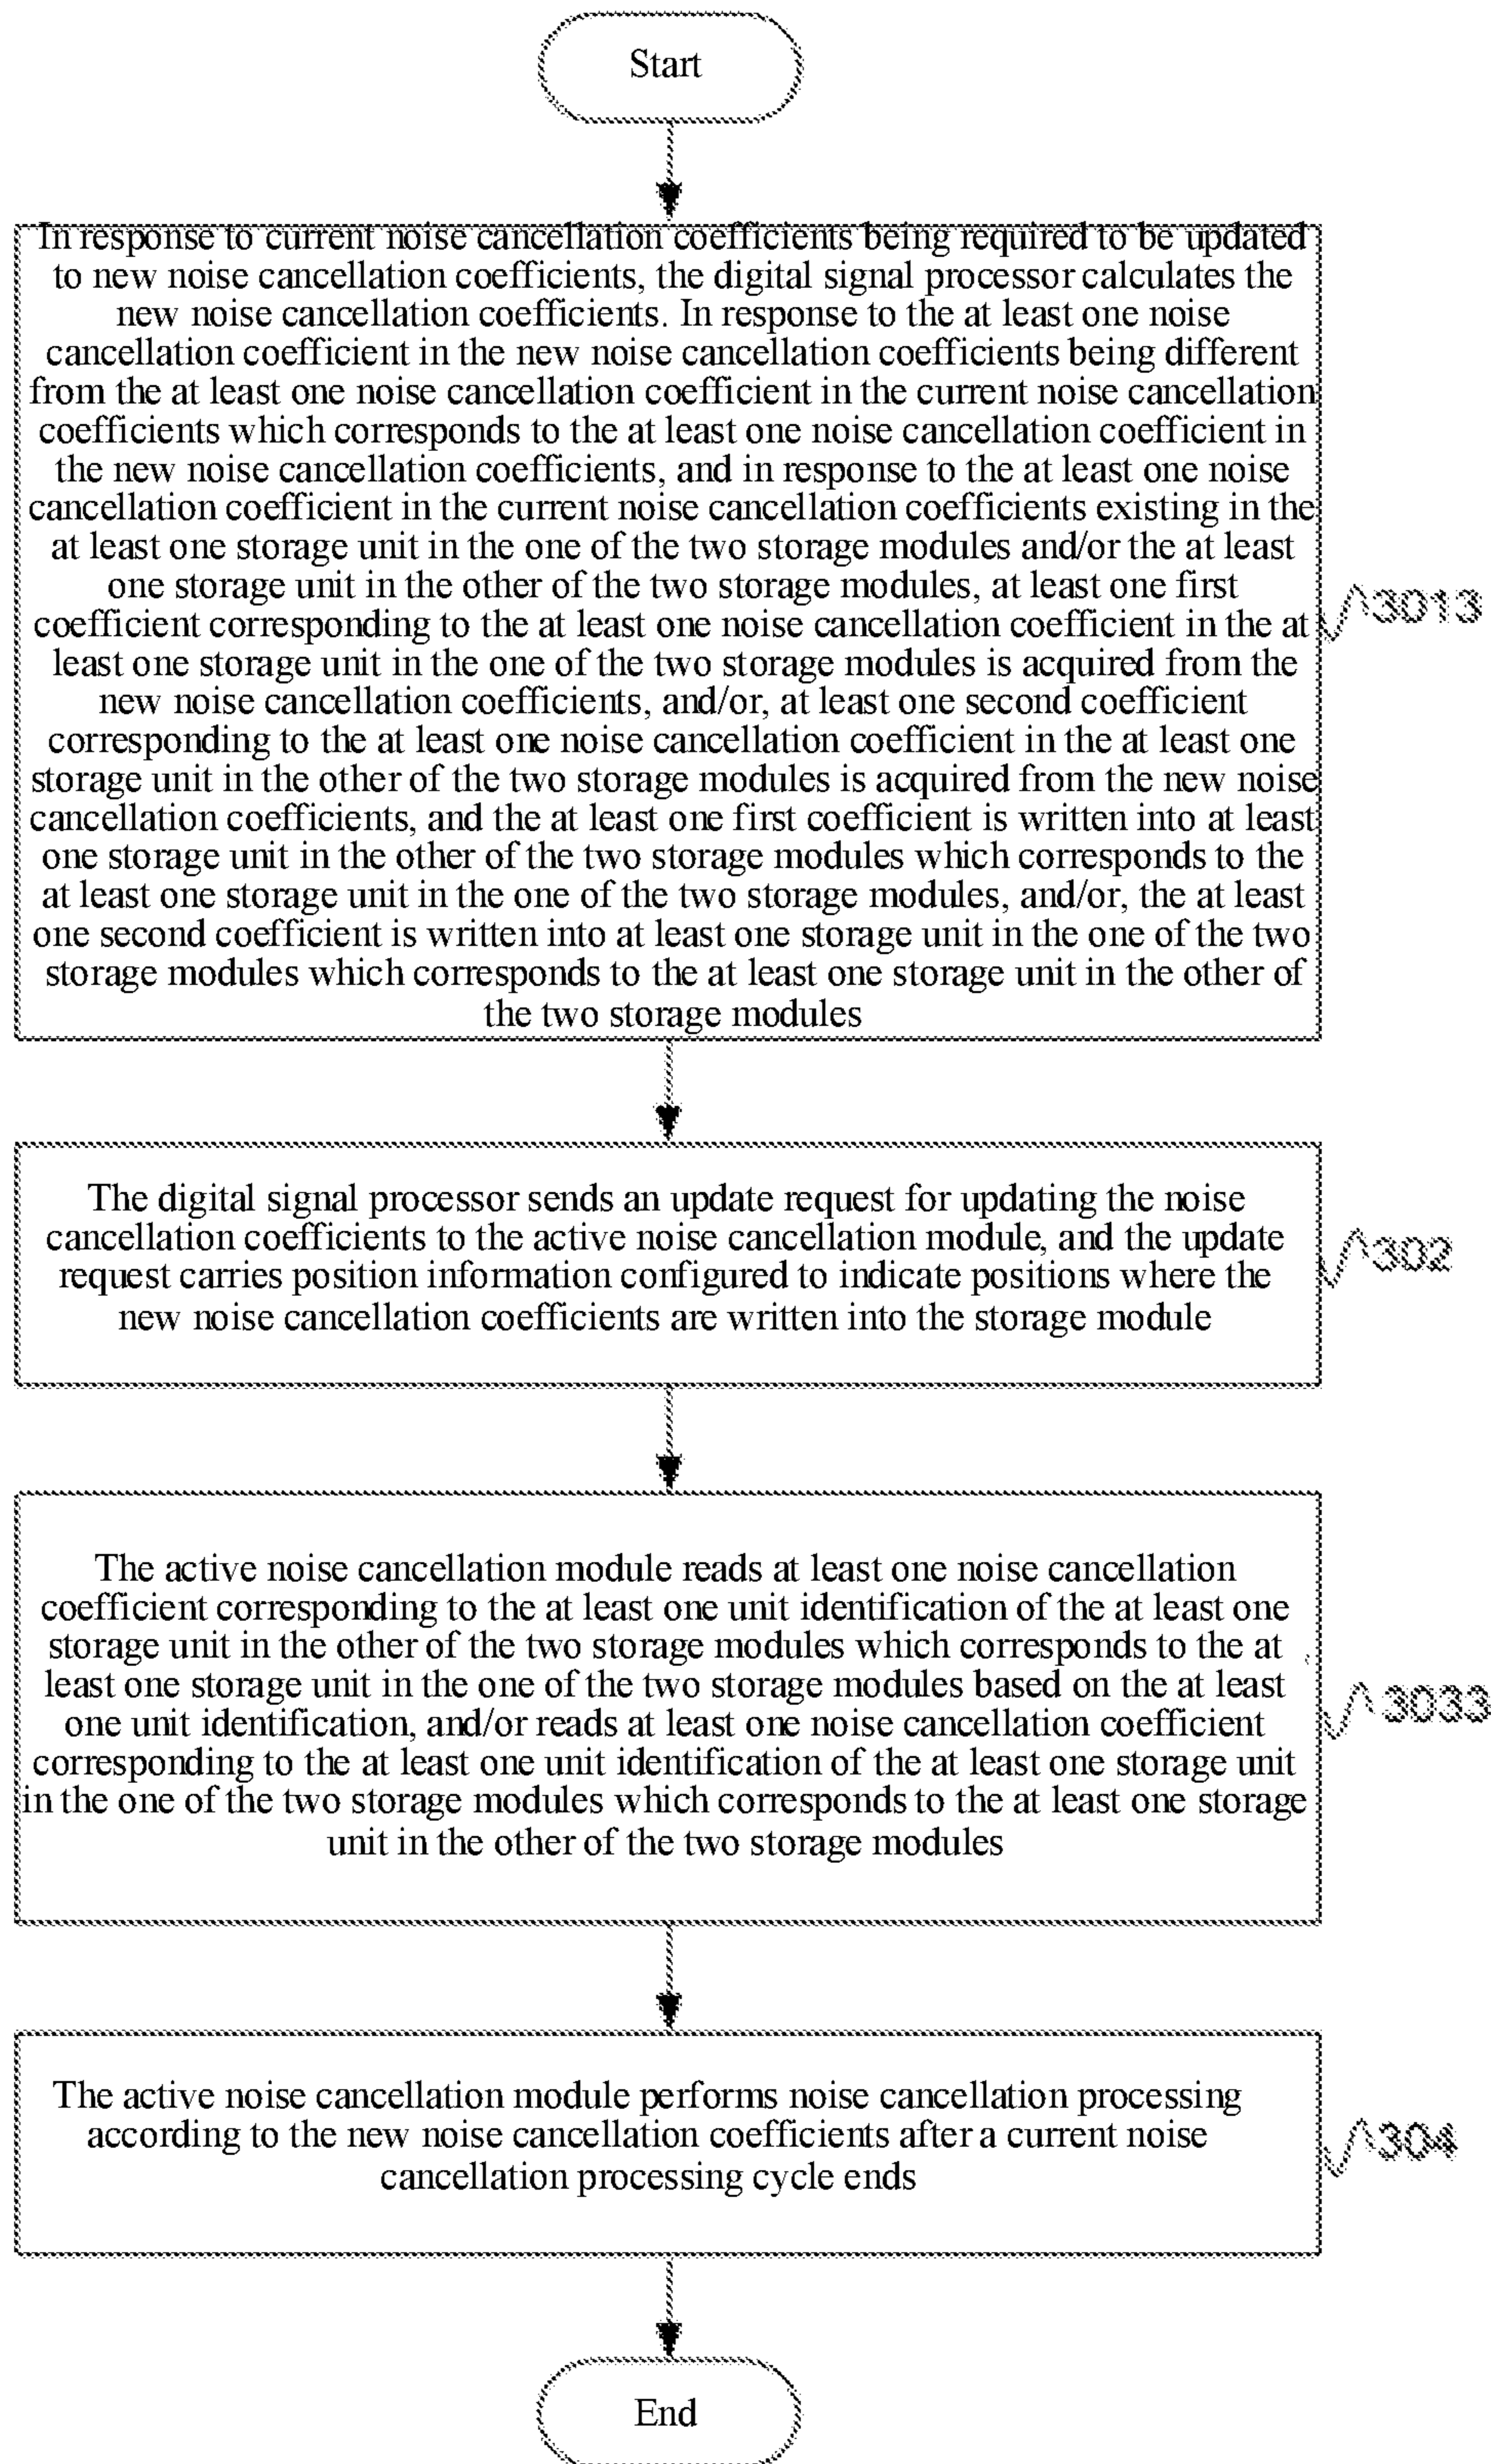 Start
In response to current noise cancellation coefficients being required to be updated
to new noise cancellation coefficients, the digital signal processor calculates the
new noise cancellation coefficients. In response to the at least one noise
cancellation coefficient in the new noise cancellation coefficients being different
from the at least one noise cancellation coefficient in the current noise cancellation
coefficients which corresponds to the at least one noise cancellation coefficient in
the new noise cancellation coefficients, and in response to the at least one noise
cancellation coefficient in the current noise cancellation coefficients existing in the
at least one storage unit in the one of the two storage modules and/or the at least
one storage unit in the other of the two storage modules, at least one first
coefficient corresponding to the at least one noise cancellation coefficient in the at
least one storage unit in the one of the two storage modules is acquired from the
new noise cancellation coefficients, and/or, at least one second coefficient
corresponding to the at least one noise cancellation coefficient in the at least one
storage unit in the other of the two storage modules is acquired from the new noise
cancellation coefficients, and the at least one first coefficient is written into at least
one storage unit in the other of the two storage modules which corresponds to the
at least one storage unit in the one of the two storage modules, and/or, the at least
one second coefficient is written into at least one storage unit in the one of the two
storage modules which corresponds to the at least one storage unit in the other of
the two storage modules
3013
The digital signal processor sends an update request for updating the noise
cancellation coefficients to the active noise cancellation module, and the update
request carries position information configured to indicate positions where the
new noise cancellation coefficients are written into the storage module
302
The active noise cancellation module reads at least one noise cancellation
coefficient corresponding to the at least one unit identification of the at least one
storage unit in the other of the two storage modules which corresponds to the at
least one storage unit in the one of the two storage modules based on the at least
one unit identification, and/or reads at least one noise cancellation coefficient
corresponding to the at least one unit identification of the at least one storage unit
in the one of the two storage modules which corresponds to the at least one storage
unit in the other of the two storage modules
3033
The active noise cancellation module performs noise cancellation processing
according to the new noise cancellation coefficients after a current noise
cancellation processing cycle ends
304
End